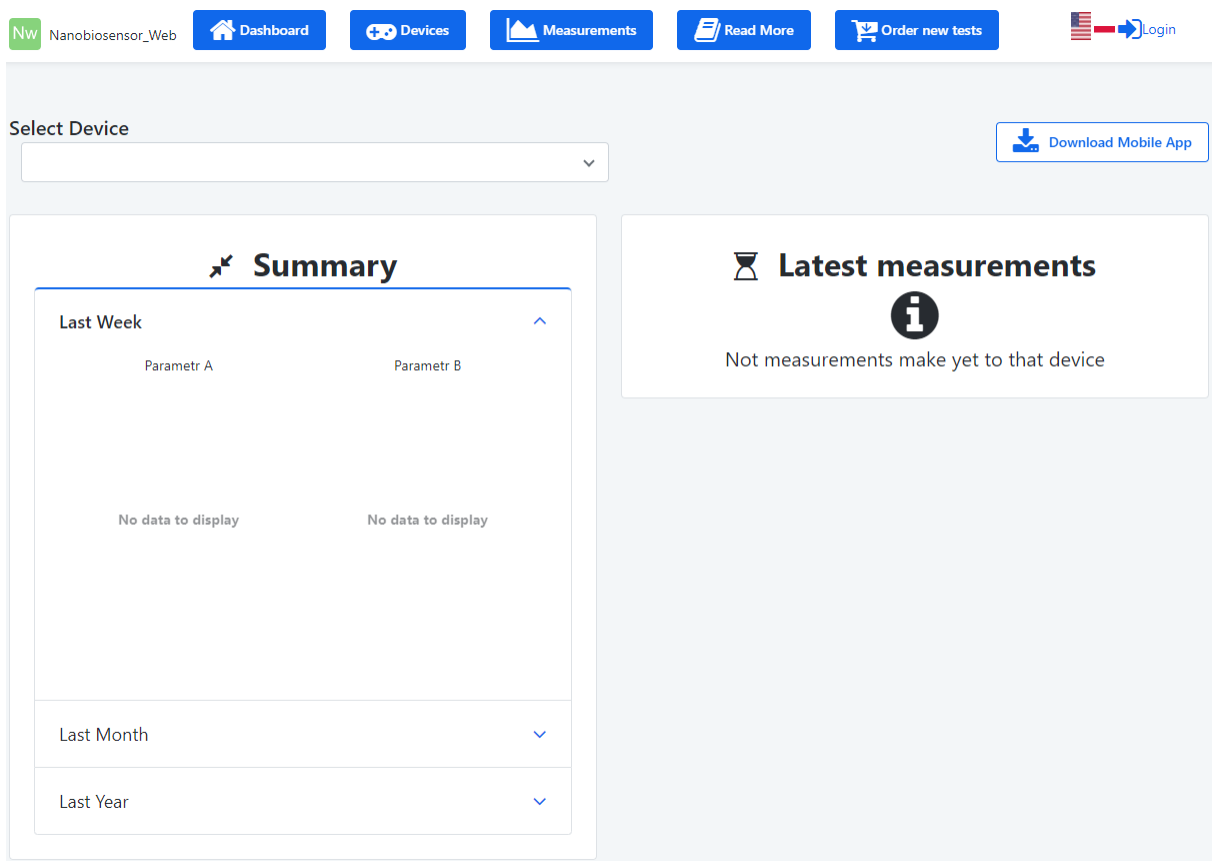 Nw Nanobiosensor_Web Dashboard Devices Measurements Read More Order new tests Login
Select Device
Download Mobile App
Summary
Last Week
Parametr A Parametr B
No data to display No data to display
Last Month
Last Year
Latest measurements
Not measurements make yet to that device